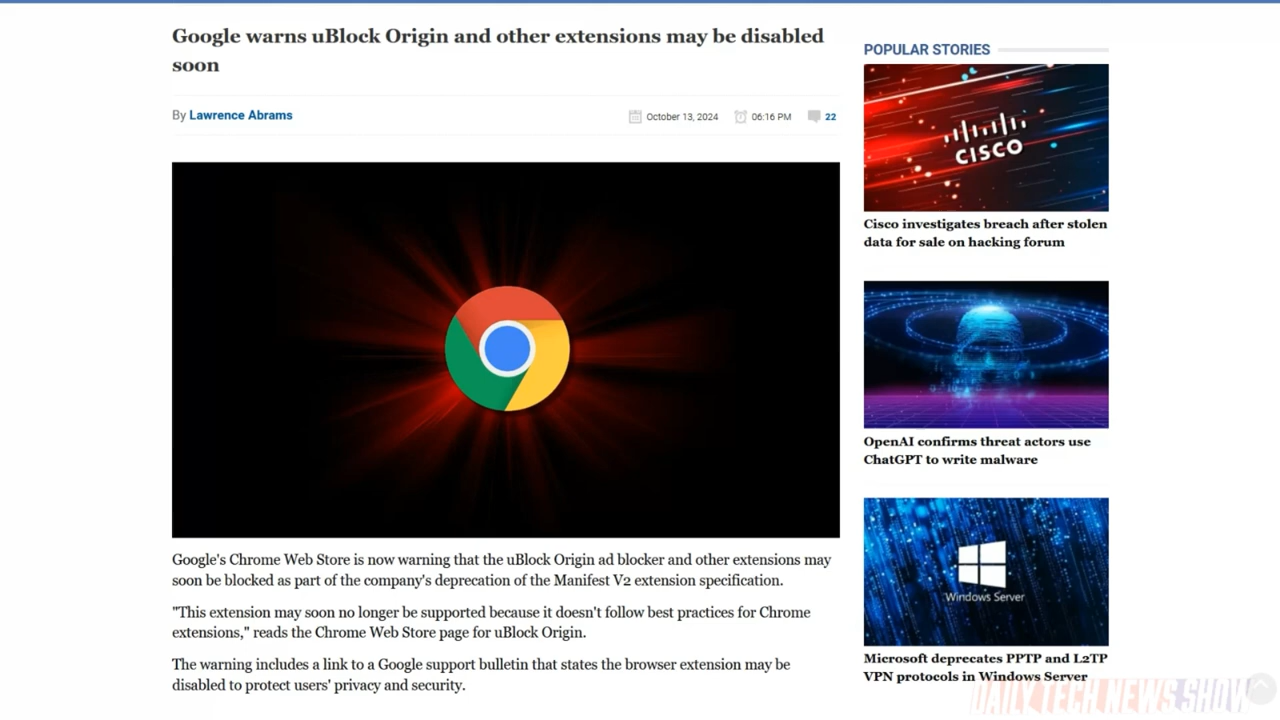 Google warns uBlock Origin and other extensions may be disabled
soon
By Lawrence Abrams
October 13, 2024
06:16 PM
22
Google's Chrome Web Store is now warning that the uBlock Origin ad blocker and other extensions may
soon be blocked as part of the company's deprecation of the Manifest V2 extension specification.
"This extension may soon no longer be supported because it doesn't follow best practices for Chrome
extensions," reads the Chrome Web Store page for uBlock Origin.
The warning includes a link to a Google support bulletin that states the browser extension may be
disabled to protect users' privacy and security.
POPULAR STORIES
CISCO
Cisco investigates breach after stolen
data for sale on hacking forum
OpenAI confirms threat actors use
ChatGPT to write malware
Windows Server
Microsoft deprecates PPTP and L2TP
VPN protocols in Windows Server
DAILY TECH NEWS SHOW